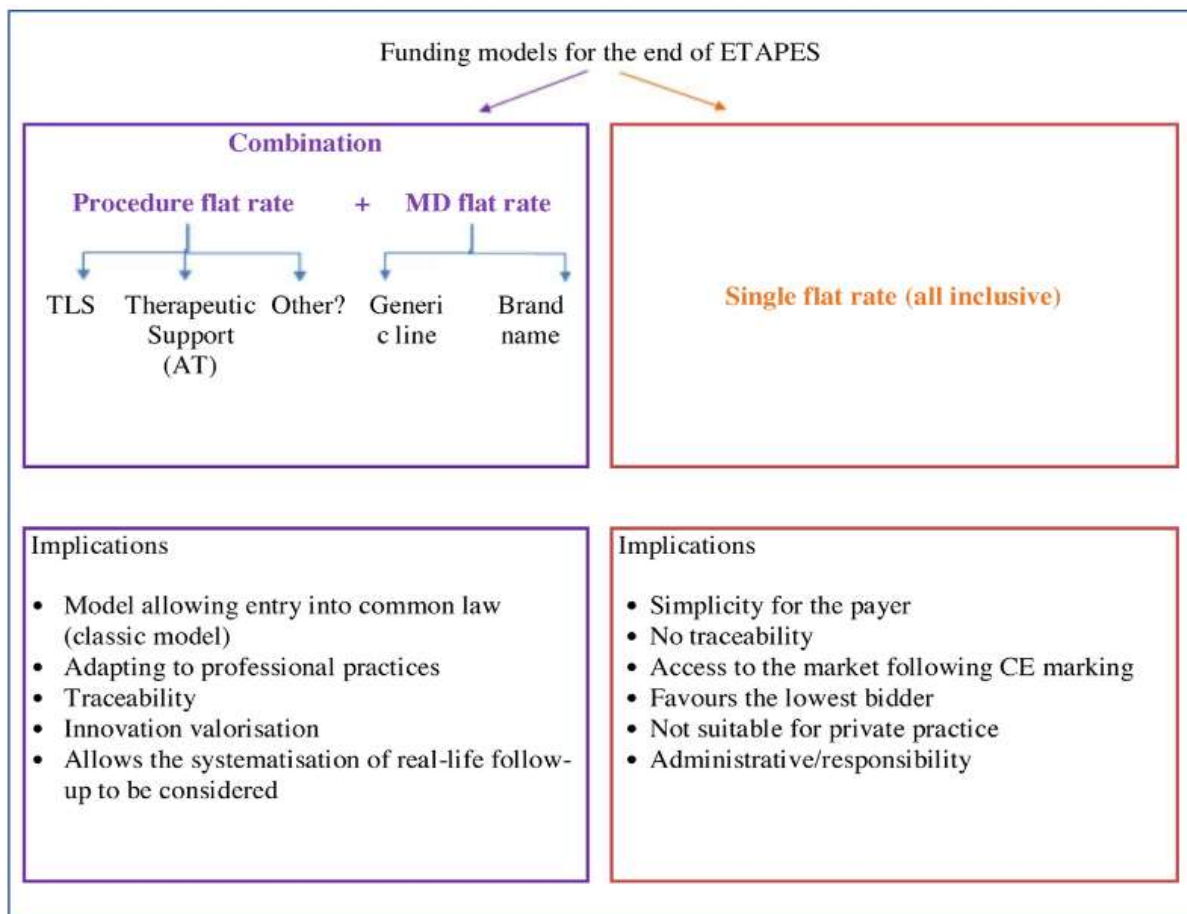 Funding models for the end of ETAPES
Combination
Procedure flat rate + MD flat rate
TLS
Therapeutic
Support
(AT)
Other?
Generi
c line
Brand
name
Single flat rate (all inclusive)
Implications
• Model allowing entry into common law
(classic model)
• Adapting to professional practices
• Traceability
• Innovation valorisation
• Allows the systematisation of real-life follow-
up to be considered
Implications
• Simplicity for the payer
• No traceability
• Access to the market following CE marking
• Favours the lowest bidder
• Not suitable for private practice
• Administrative/responsibility